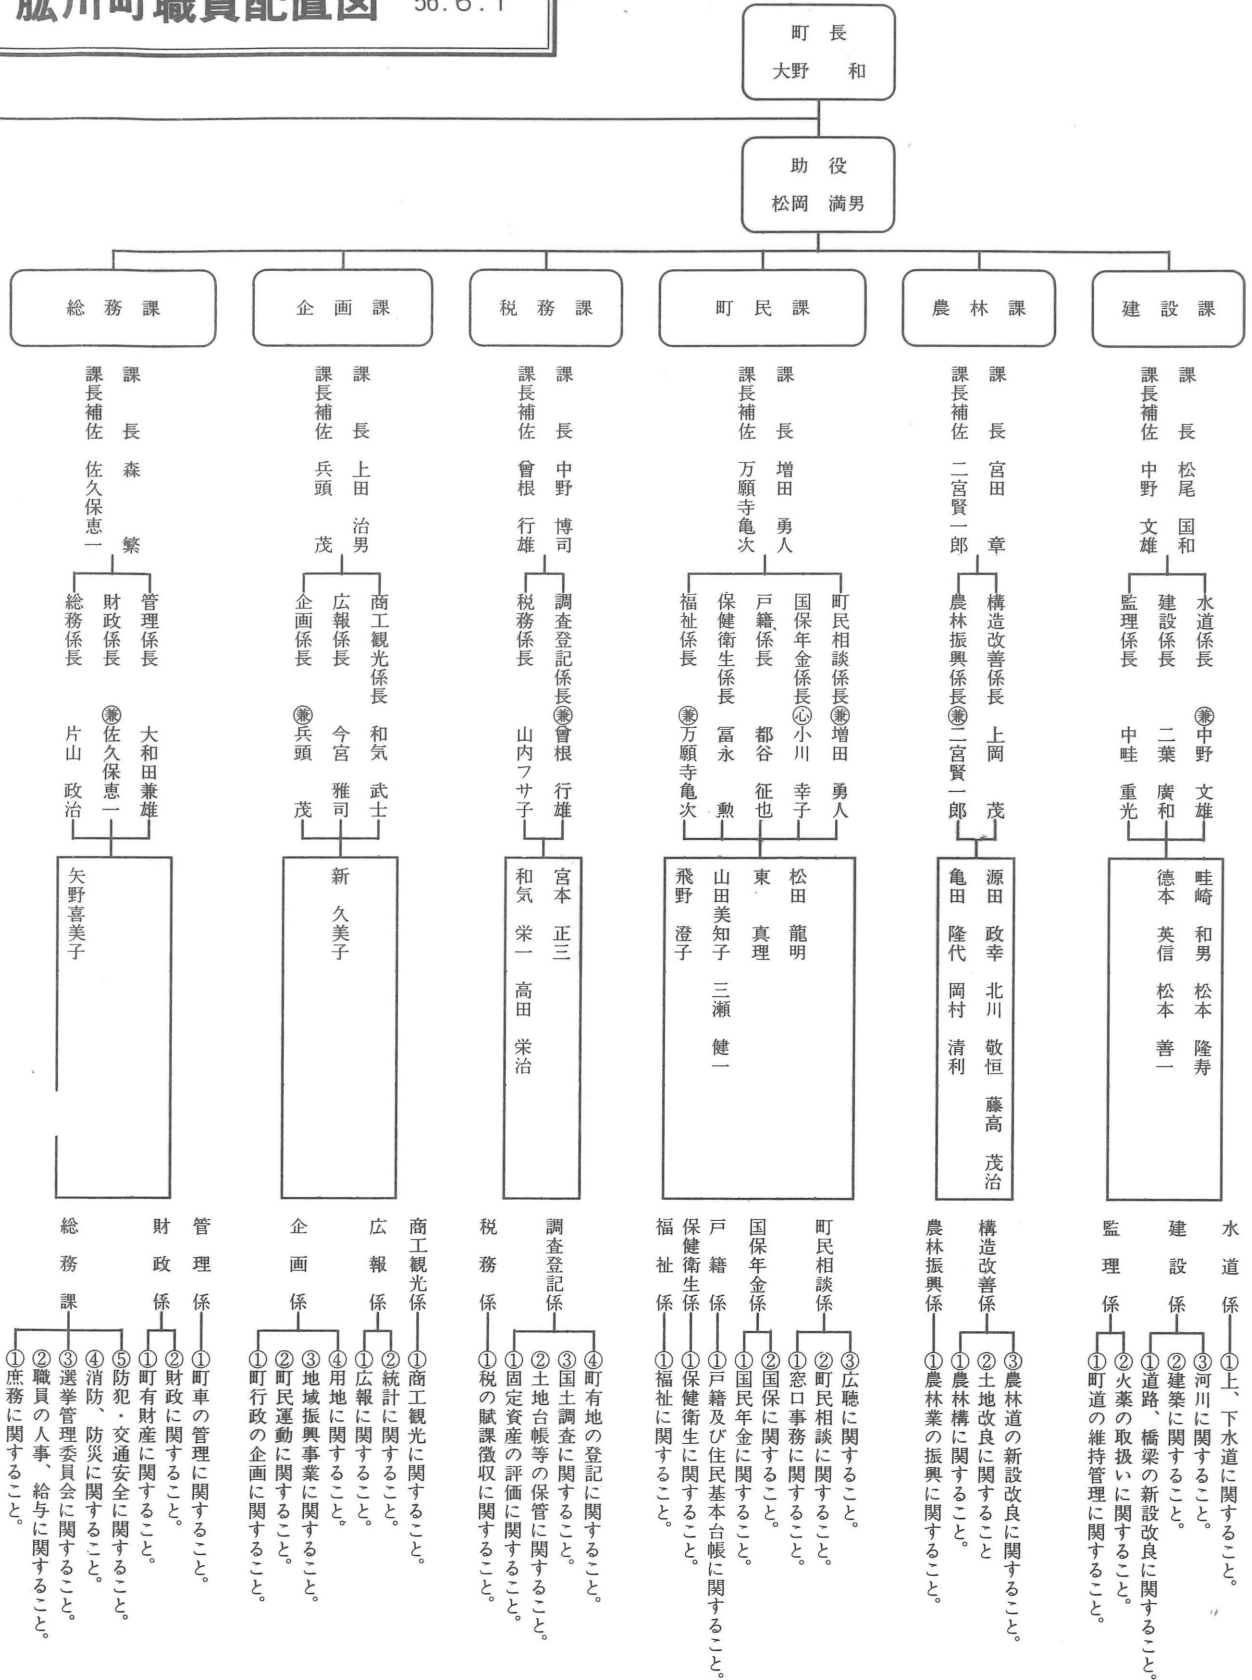 肱川町職員配置図 56.6.1
町長
大野 和
助役
松岡 満男
建設課
課長 松尾 国和
課長補佐 中野 文雄
水道係長 ㊎中野 文雄
建設係長 二葉 廣和
監理係長 中畦 重光
畦崎 和男 松本 隆寿
徳本 英信 松本 善一
水道係
①上、下水道に関すること。
建設係
③河川に関すること。
②建築に関すること。
①道路、橋梁の新設改良に関すること。
監理係
②火薬の取扱いに関すること。
①町道の維持管理に関すること。
農林課
課長 宮田 章
課長補佐 二宮賢一郎
構造改善係長 上岡 茂
農林振興係長 兼二宮賢一郎
源田 政幸 北川 敬恒 藤高 茂治
亀田 隆代 岡村 清利
構造改善係
③農林道の新設改良に関すること。
②土地改良に関すること
①農林構に関すること。
農林振興係
①農林業の振興に関すること。
町民課
課長 増田 勇人
課長補佐 万願寺亀次
町民相談係長 兼増田 勇人
国保年金係長 心小川 幸子
戸籍係長 都谷 征也
保健衛生係長 冨永 勲
福祉係長 兼万願寺亀次
松田 龍明
東 真理
山田美知子 三瀬 健一
飛野 澄子
町民相談係
③広聴に関すること。
②町民相談に関すること。
①窓口事務に関すること。
国保年金係
②国保に関すること。
①国民年金に関すること。
戸籍係
①戸籍及び住民基本台帳に関すること。
保健衛生係
①保健衛生に関すること。
福祉係
①福祉に関すること。
税務課
課長 中野 博司
課長補佐 曾根 行雄
調査登記係長 兼曾根 行雄
税務係長 山内フサ子
宮本 正三
和気 栄一 高田 栄治
調査登記係
④町有地の登記に関すること。
③国土調査に関すること。
②土地台帳等の保管に関すること。
①固定資産の評価に関すること。
税務係
①税の賦課徴収に関すること。
企画課
課長 上田 治男
課長補佐 兵頭 茂
商工観光係長 和気 武士
広報係長 今宮 雅司
企画係長 兼兵頭 茂
新 久美子
商工観光係
①商工観光に関すること。
広報係
②統計に関すること。
①広報に関すること。
企画係
④用地に関すること。
③地域振興事業に関すること。
②町民運動に関すること。
①町行政の企画に関すること。
総務課
課長 森 繁
課長補佐 佐久保恵一
管理係長 大和田兼雄
財政係長 兼佐久保恵一
総務係長 片山 政治
矢野喜美子
管理係
①町車の管理に関すること。
財政係
②財政に関すること。
①町有財産に関すること。
総務課
⑤防犯・交通安全に関すること。
④消防、防災に関すること。
③選挙管理委員会に関すること。
②職員の人事、給与に関すること。
①庶務に関すること。